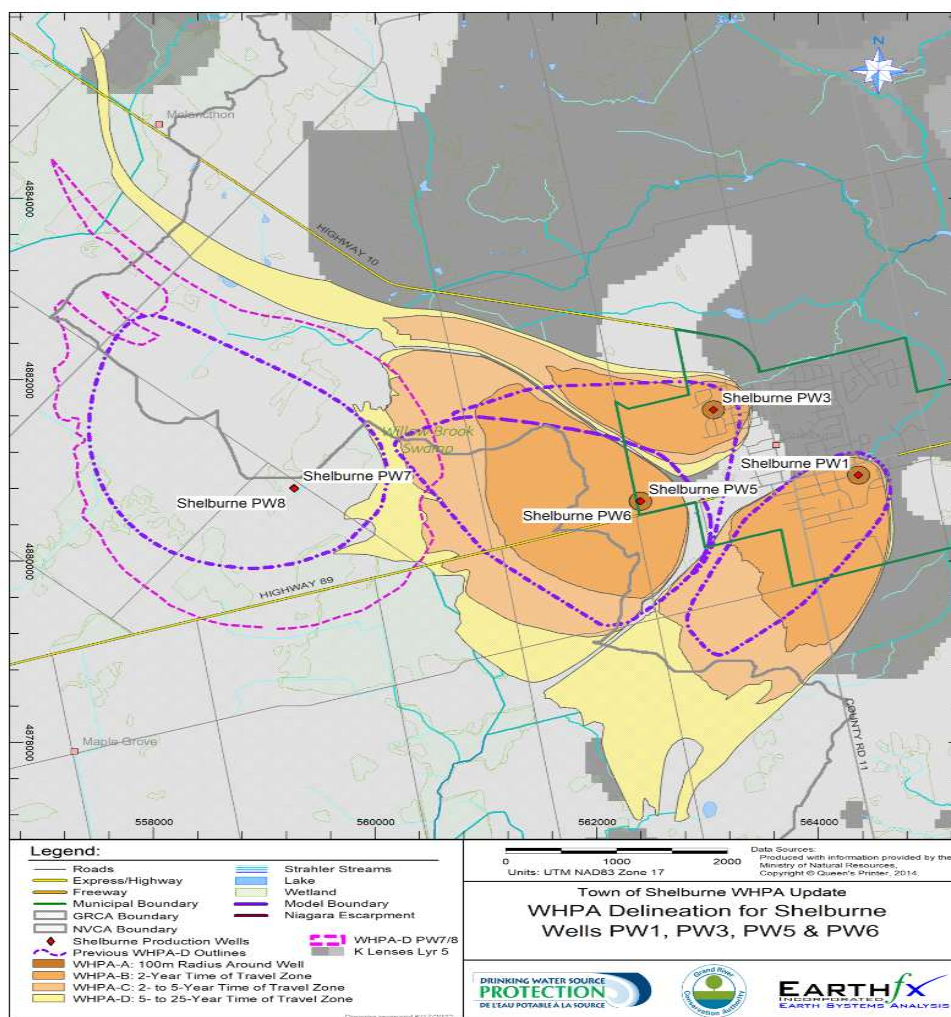 N
Melancthon
4884000
HIGHWAY 10
4882000
Shelburne PW3
Willow Brook
Swamp
Shelburne PW1
Shelburne PW7
Shelburne PW5
Shelburne PW8
Shelburne PW6
4880000
HIGHWAY 89
COUNTY RD 11
4878000
Maple Grove
558000 560000 562000 564000
Legend:
Roads
Express/Highway
Freeway
Municipal Boundary
GRCA Boundary
NVCA Boundary
Shelburne Production Wells
Previous WHPA-D Outlines
WHPA-A: 100m Radius Around Well
WHPA-B: 2-Year Time of Travel Zone
WHPA-C: 2- to 5-Year Time of Travel Zone
WHPA-D: 5- to 25-Year Time of Travel Zone
Strahler Streams
Lake
Wetland
Model Boundary
Niagara Escarpment
WHPA-D PW7/8
K Lenses Lyr 5
0 1000 2000
Units: UTM NAD83 Zone 17
Data Sources:
Produced with information provided by the
Ministry of Natural Resources,
Copyright © Queen's Printer, 2014.
Town of Shelburne WHPA Update
WHPA Delineation for Shelburne
Wells PW1, PW3, PW5 & PW6
DRINKING WATER SOURCE
PROTECTION
DE L'EAU POTABLE À LA SOURCE
Grand River
Conservation Authority
EARTHfx
INCORPORATED
EARTH SYSTEMS ANALYSIS